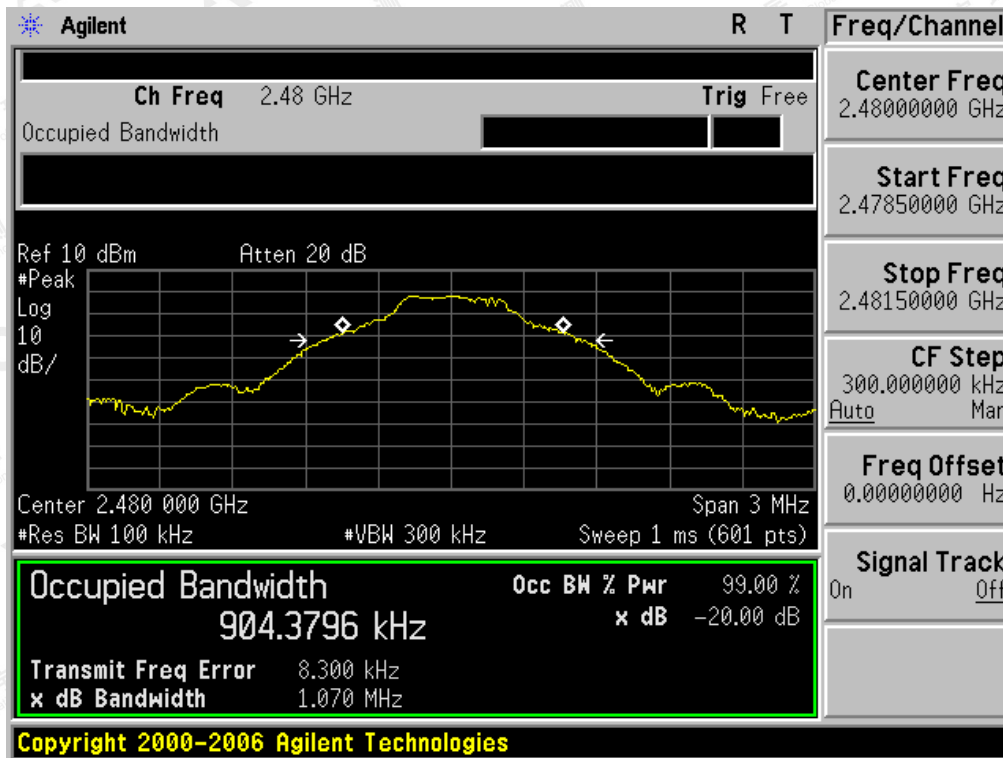 Agilent R T
Ch Freq 2.48 GHz Trig Free
Occupied Bandwidth
Ref 10 dBm Atten 20 dB
#Peak
Log
10
dB/
Center 2.480 000 GHz Span 3 MHz
#Res BW 100 kHz #VBW 300 kHz Sweep 1 ms (601 pts)
Occupied Bandwidth Occ BW % Pwr 99.00 %
904.3796 kHz x dB -20.00 dB
Transmit Freq Error 8.300 kHz
x dB Bandwidth 1.070 MHz
Copyright 2000-2006 Agilent Technologies
Freq/Channel
Center Freq
2.48000000 GHz
Start Freq
2.47850000 GHz
Stop Freq
2.48150000 GHz
CF Step
300.000000 kHz
Auto Man
Freq Offset
0.00000000 Hz
Signal Track
On Off